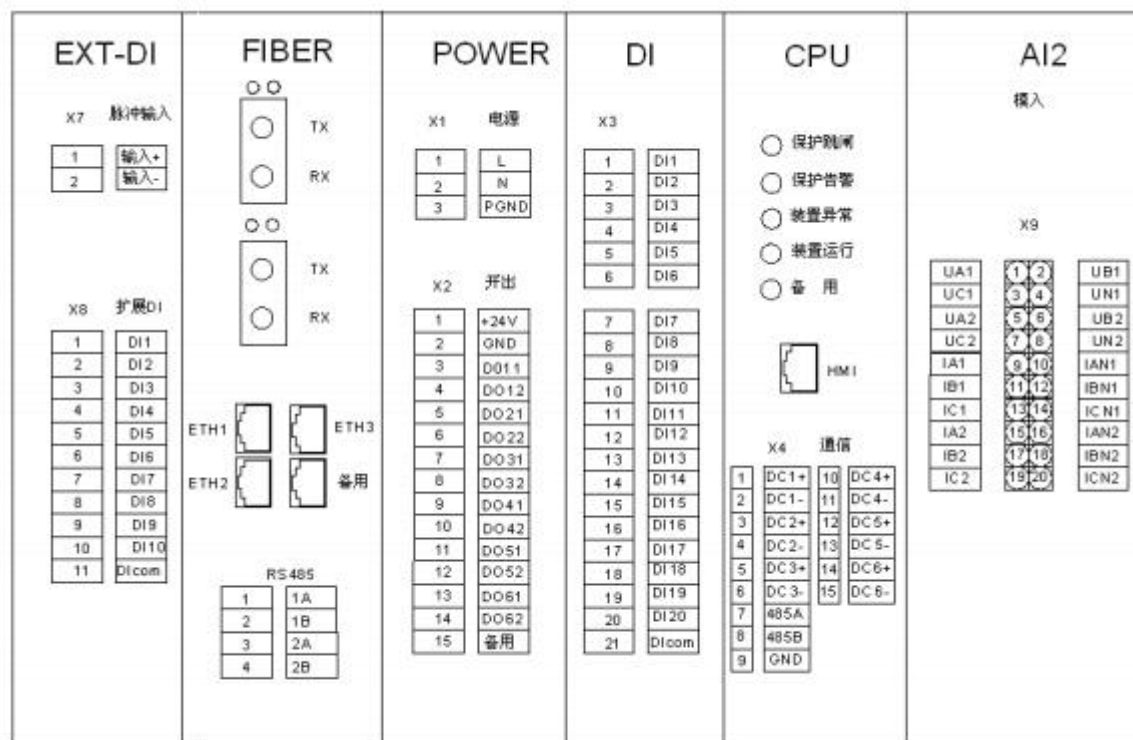 EXT-DI
X7 脉冲输入
1 输入+
2 输入-
X8 扩展DI
1 DI1
2 DI2
3 DI3
4 DI4
5 DI5
6 DI6
7 DI7
8 DI8
9 DI9
10 DI10
11 DIcom
FIBER
TX
RX
TX
RX
ETH1 ETH3
ETH2 备用
RS485
1 1A
2 1B
3 2A
4 2B
POWER
X1 电源
1 L
2 N
3 PGND
X2 开出
1 +24V
2 GND
3 D011
4 DO12
5 DO21
6 DO22
7 DO31
8 DO32
9 DO41
10 DO42
11 DO51
12 DO52
13 DO61
14 DO62
15 备用
DI
X3
1 DI1
2 DI2
3 DI3
4 DI4
5 DI5
6 DI6
7 DI7
8 DI8
9 DI9
10 DI10
11 DI11
12 DI12
13 DI13
14 DI14
15 DI15
16 DI16
17 DI17
18 DI18
19 DI19
20 DI20
21 DIcom
CPU
保护跳闸
保护告警
装置异常
装置运行
备 用
HMI
X4 通信
1 DC1+ 10 DC4+
2 DC1- 11 DC4-
3 DC2+ 12 DC5+
4 DC2- 13 DC5-
5 DC3+ 14 DC6+
6 DC3- 15 DC6-
7 485A
8 485B
9 GND
AI2
模入
X9
UA1 1 2 UB1
UC1 3 4 UN1
UA2 5 6 UB2
UC2 7 8 UN2
IA1 9 10 IAN1
IB1 11 12 IBN1
IC1 13 14 ICN1
IA2 15 16 IAN2
IB2 17 18 IBN2
IC2 19 20 ICN2